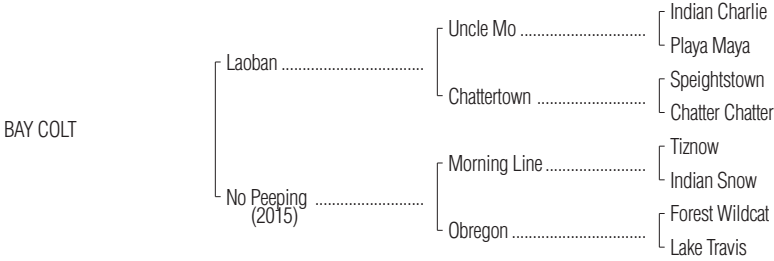 Indian Charlie
Uncle Mo ................................
Playa Maya
Laoban ....................................
Speightstown
Chattertown ...........................
Chatter Chatter
BAY COLT
Tiznow
Morning Line .........................
Indian Snow
No Peeping ...........................
(2015)
Forest Wildcat
Obregon ..................................
Lake Travis